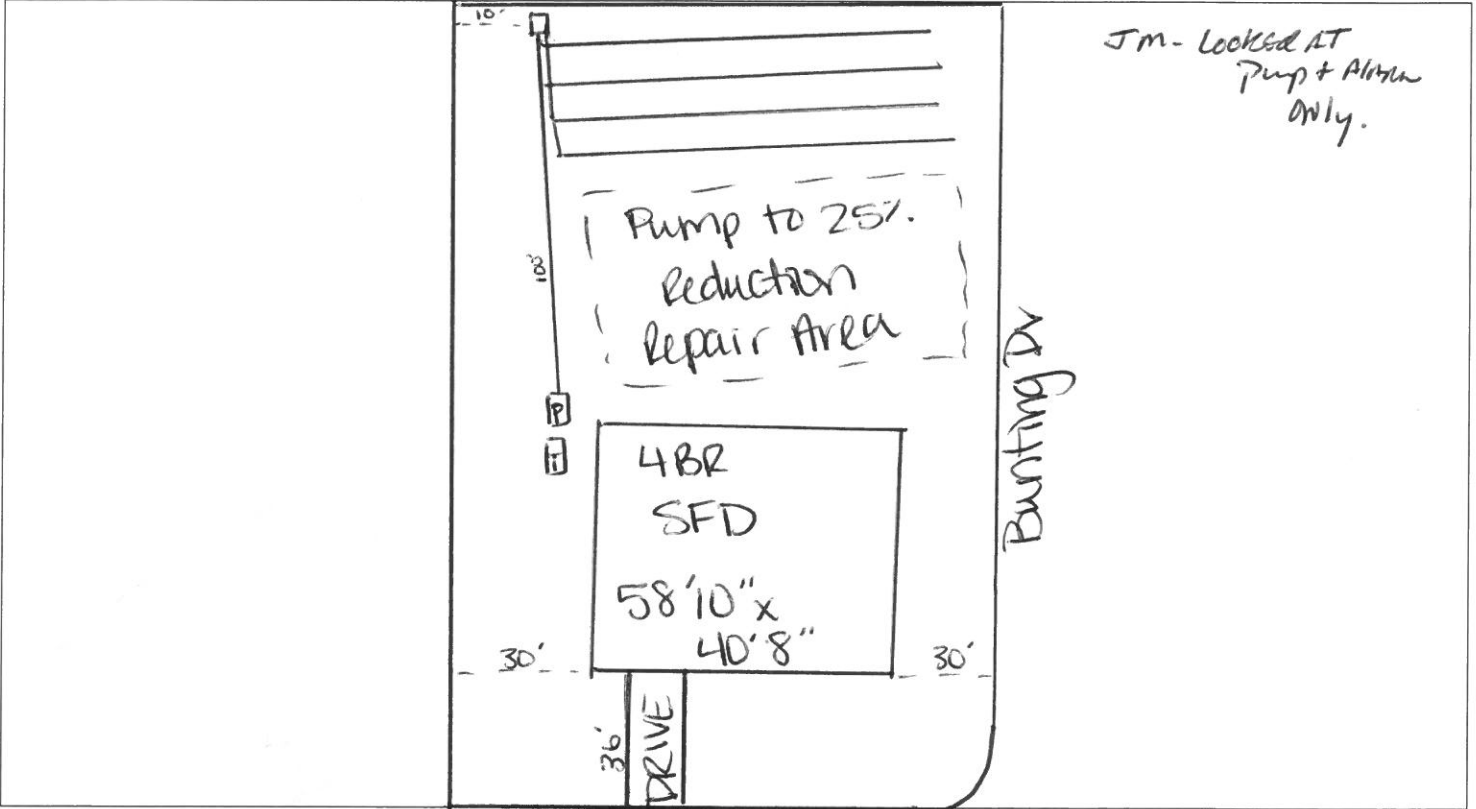 10'
JM- Looked AT
Pump + Alarm
ONly.
Pump to 25%
Reduction
Repair Area
100'
P
T
Bunting Dr
4BR
SFD
58'10" x
40'8"
30'
30'
36'
DRIVE